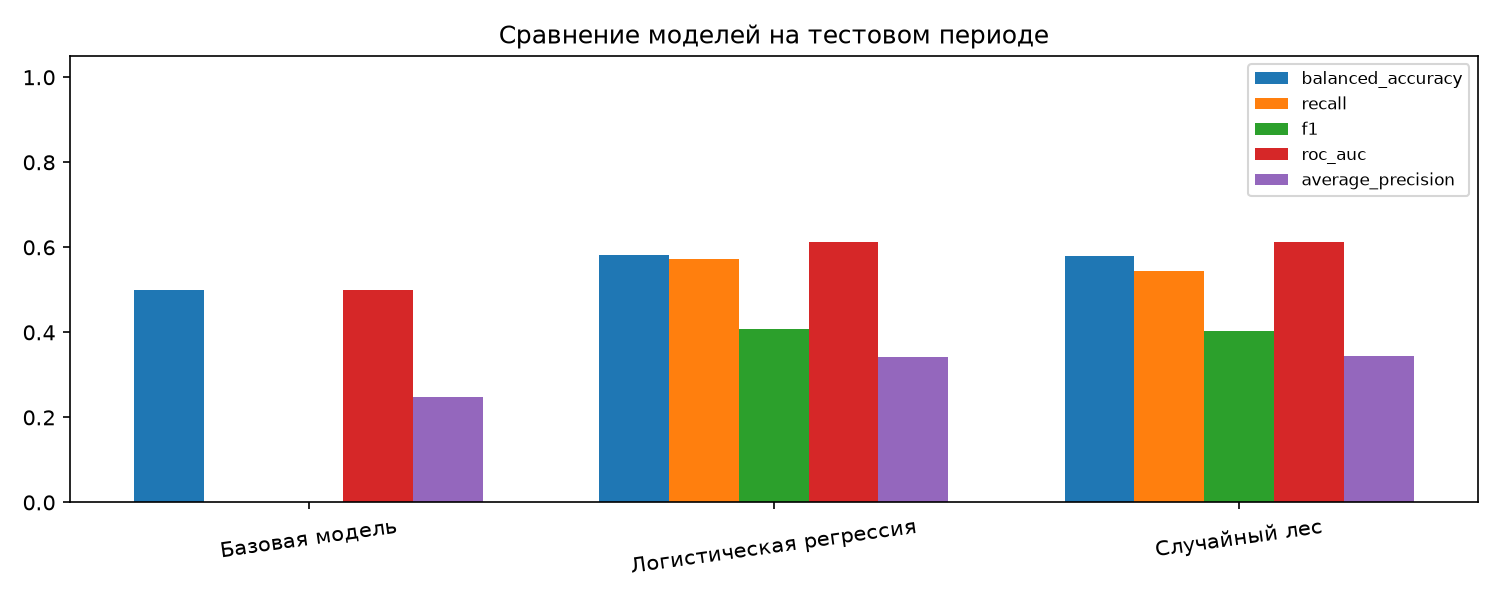 Сравнение моделей на тестовом периоде
1.0
0.8
0.6
0.4
0.2
0.0
balanced_accuracy
recall
f1
roc_auc
average_precision
Базовая модель
Логистическая регрессия
Случайный лес